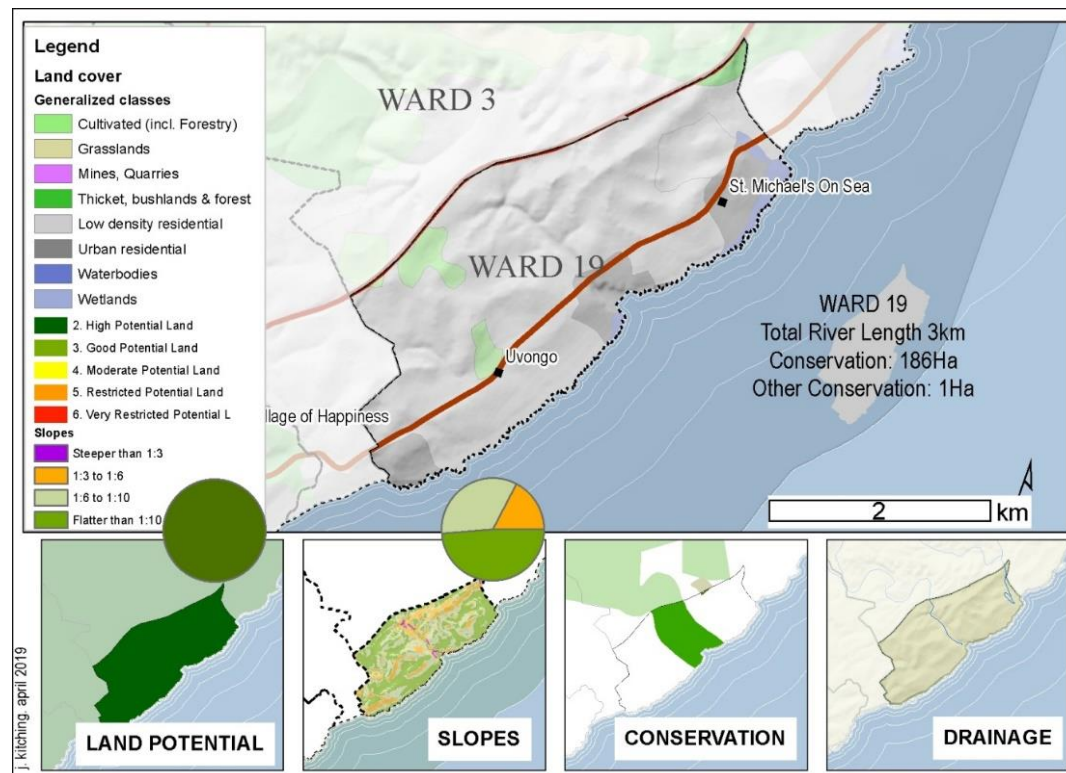 Legend
Land cover
Generalized classes
Cultivated (incl. Forestry)
Grasslands
Mines, Quarries
Thicket, bushlands & forest
Low density residential
Urban residential
Waterbodies
Wetlands
2. High Potential Land
3. Good Potential Land
4. Moderate Potential Land
5. Restricted Potential Land
6. Very Restricted Potential L
Slopes
Steeper than 1:3
1:3 to 1:6
1:6 to 1:10
Flatter than 1:10
WARD 3
St. Michael's On Sea
WARD 19
Uvongo
llage of Happiness
WARD 19
Total River Length 3km
Conservation: 186Ha
Other Conservation: 1Ha
2 km
j. kitching. april 2019
LAND POTENTIAL
SLOPES
CONSERVATION
DRAINAGE